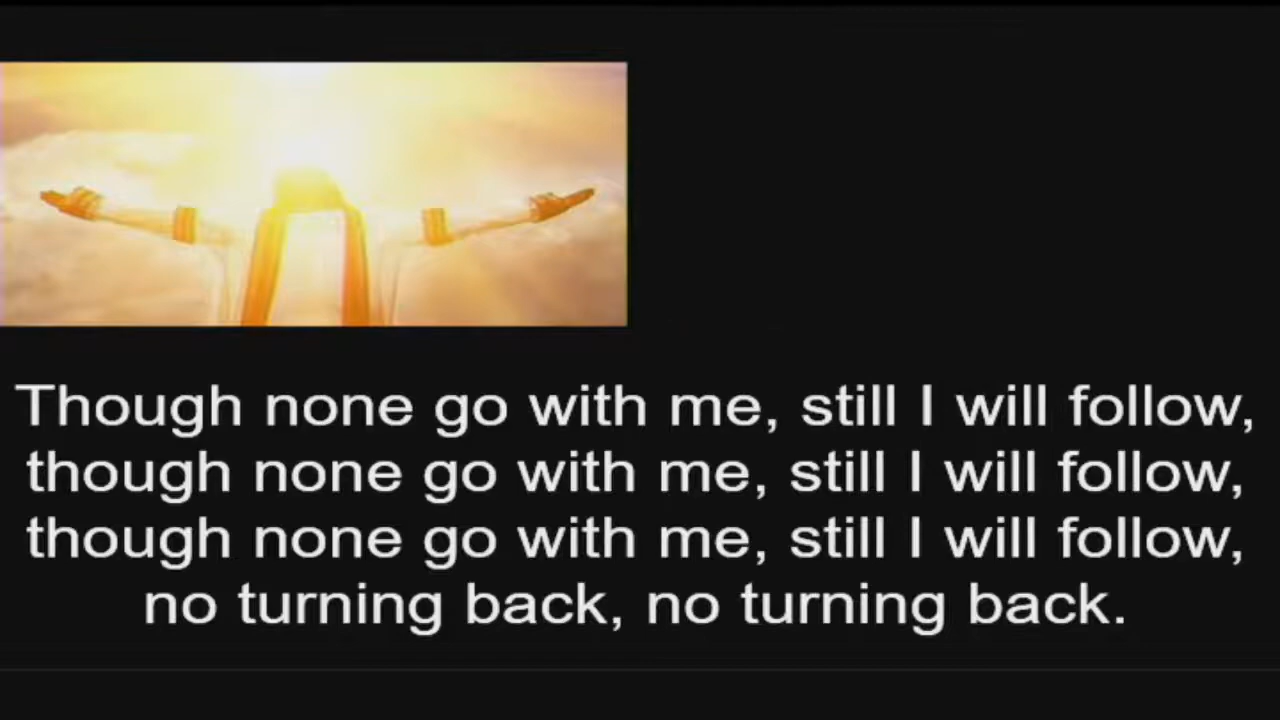 Though none go with me, still I will follow,
though none go with me, still I will follow,
though none go with me, still I will follow,
no turning back, no turning back.